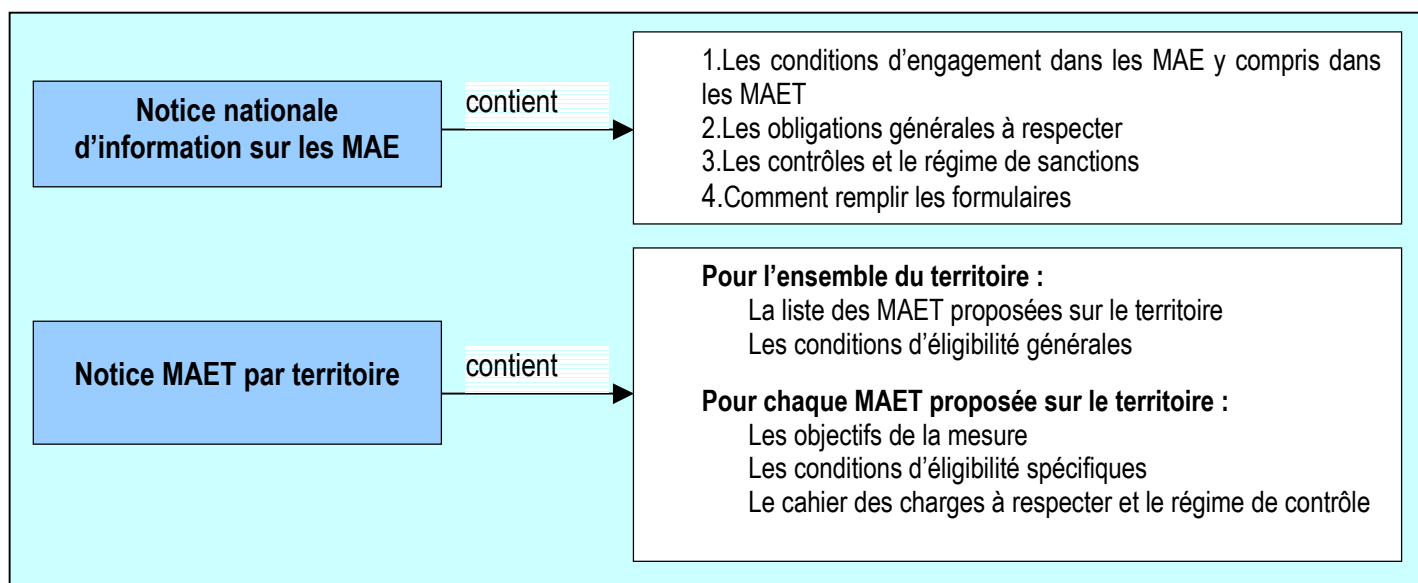 Notice nationale
d’information sur les MAE
contient
1.Les conditions d’engagement dans les MAE y compris dans
les MAET
2.Les obligations générales à respecter
3.Les contrôles et le régime de sanctions
4.Comment remplir les formulaires
Notice MAET par territoire
contient
Pour l’ensemble du territoire :
La liste des MAET proposées sur le territoire
Les conditions d’éligibilité générales
Pour chaque MAET proposée sur le territoire :
Les objectifs de la mesure
Les conditions d’éligibilité spécifiques
Le cahier des charges à respecter et le régime de contrôle